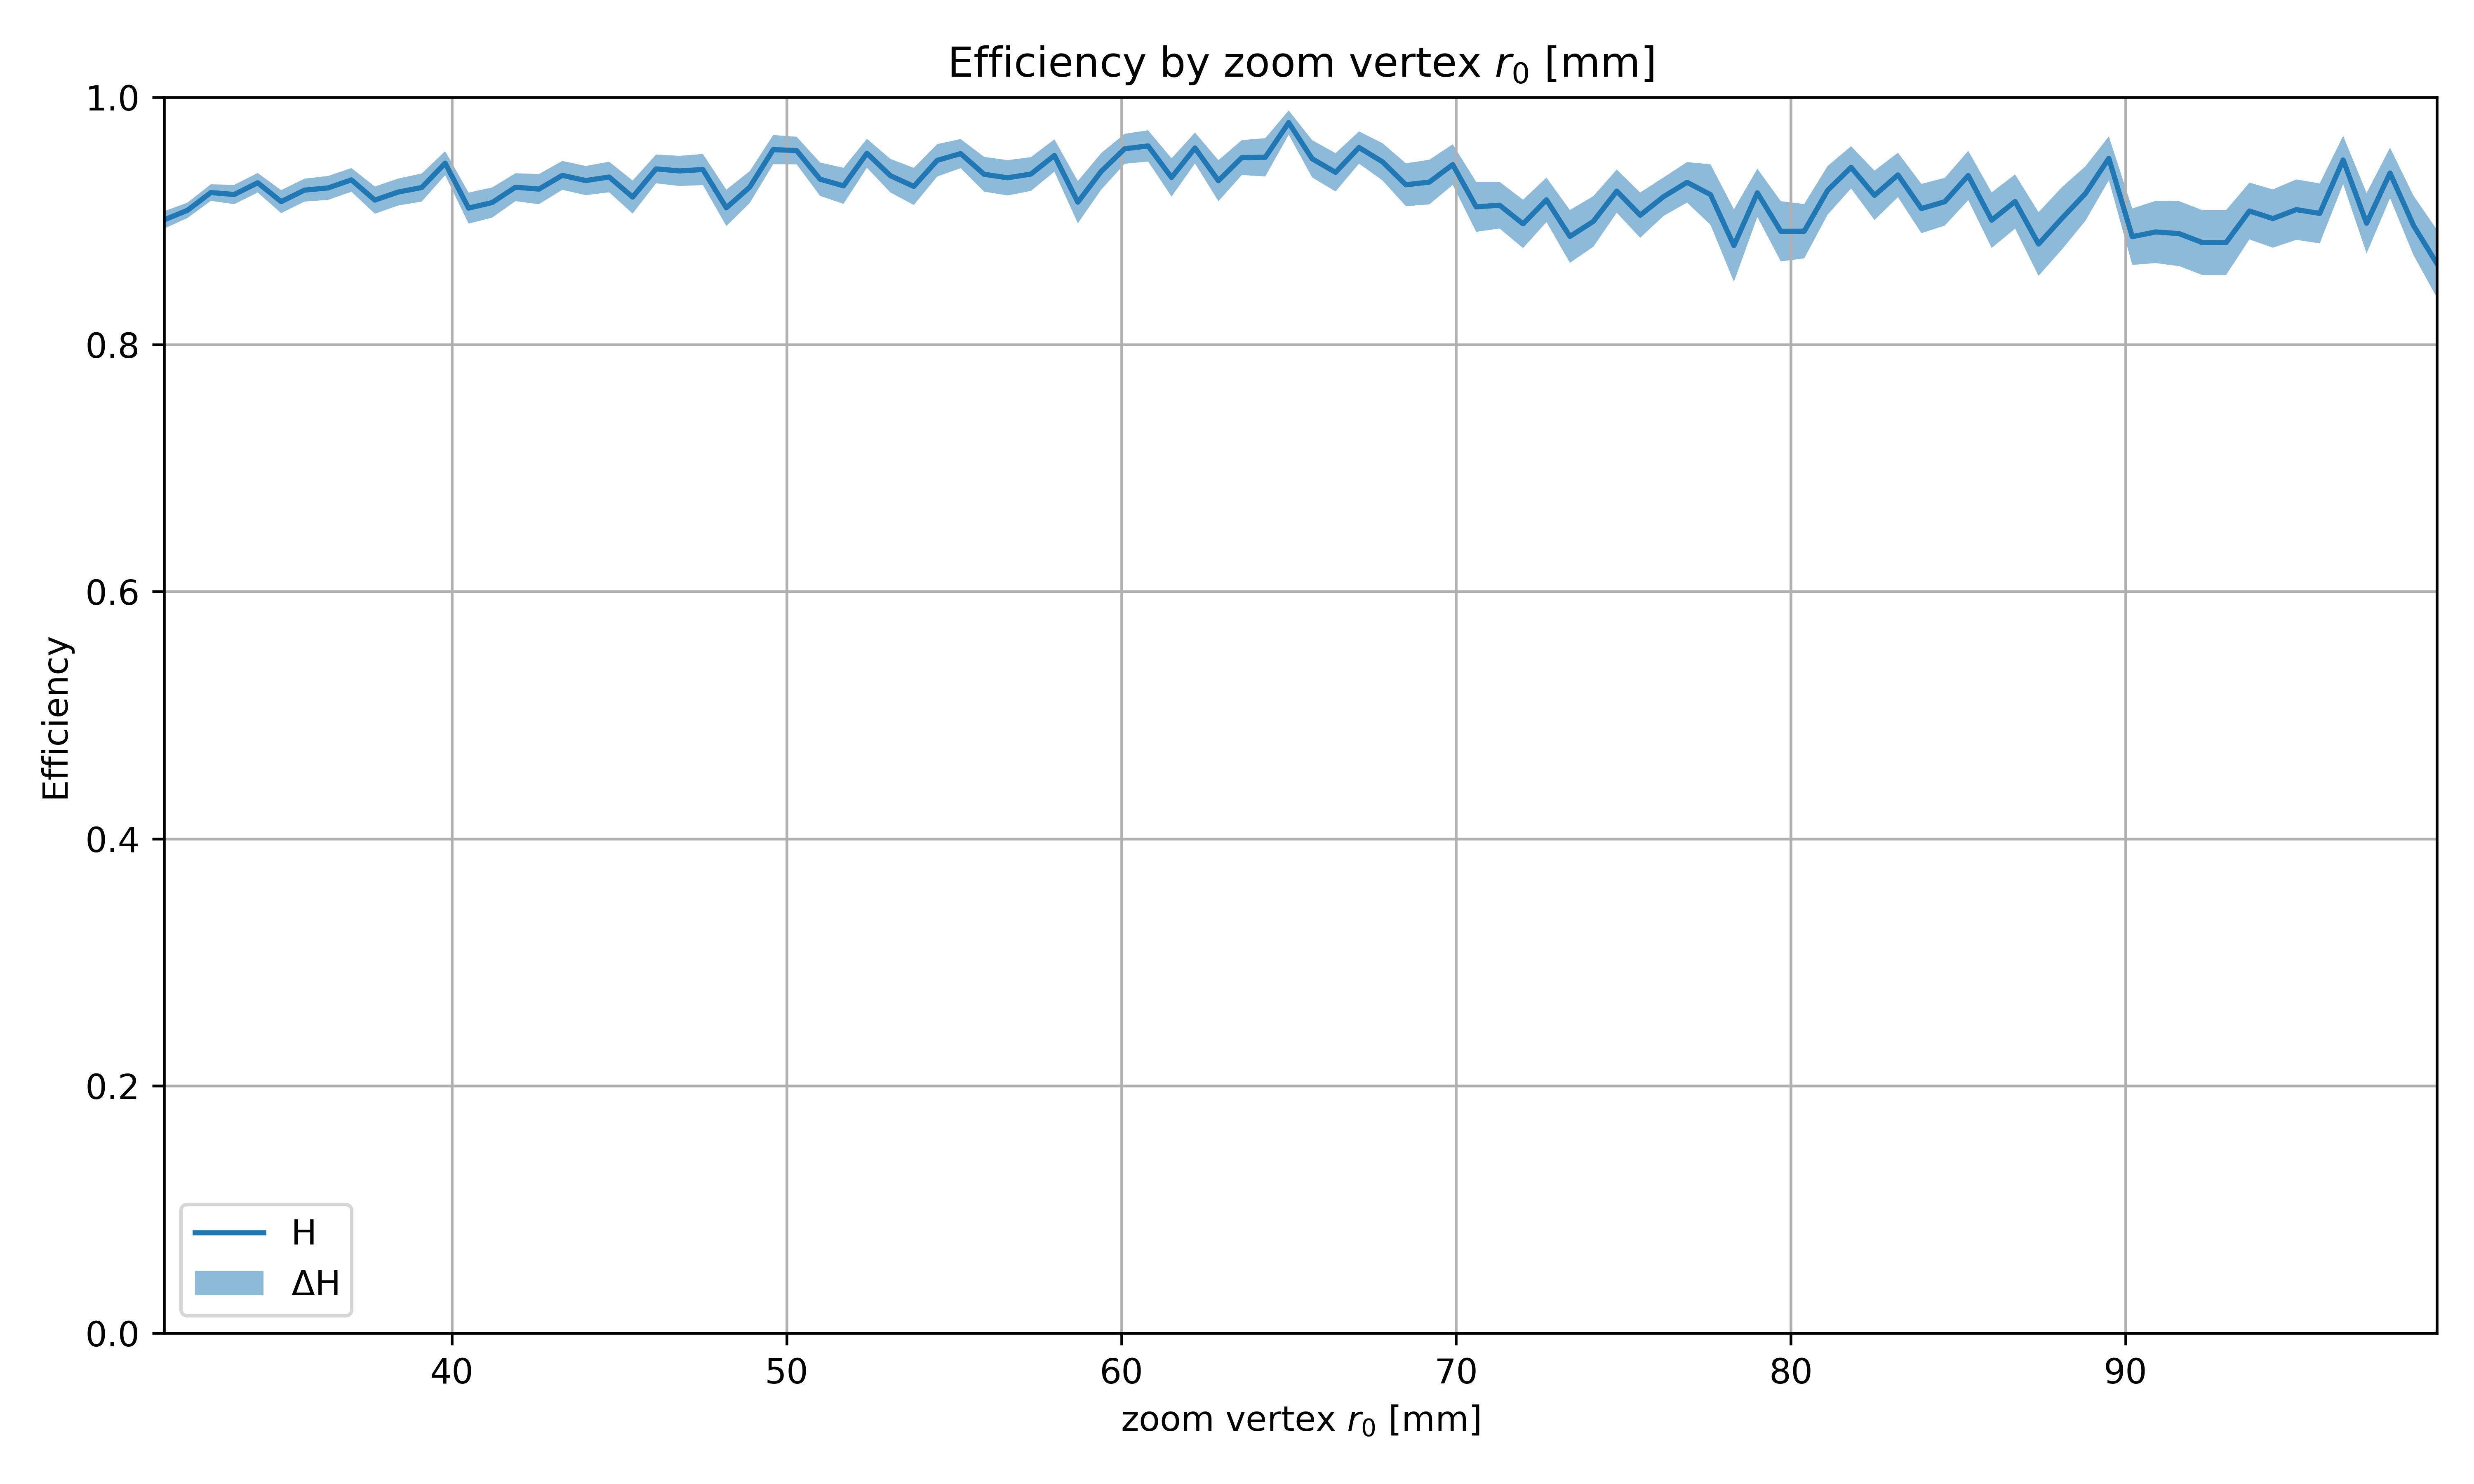 Efficiency by zoom vertex r₀ [mm]
1.0
0.8
0.6
0.4
0.2
0.0
Efficiency
H
ΔH
40 50 60 70 80 90
zoom vertex r₀ [mm]